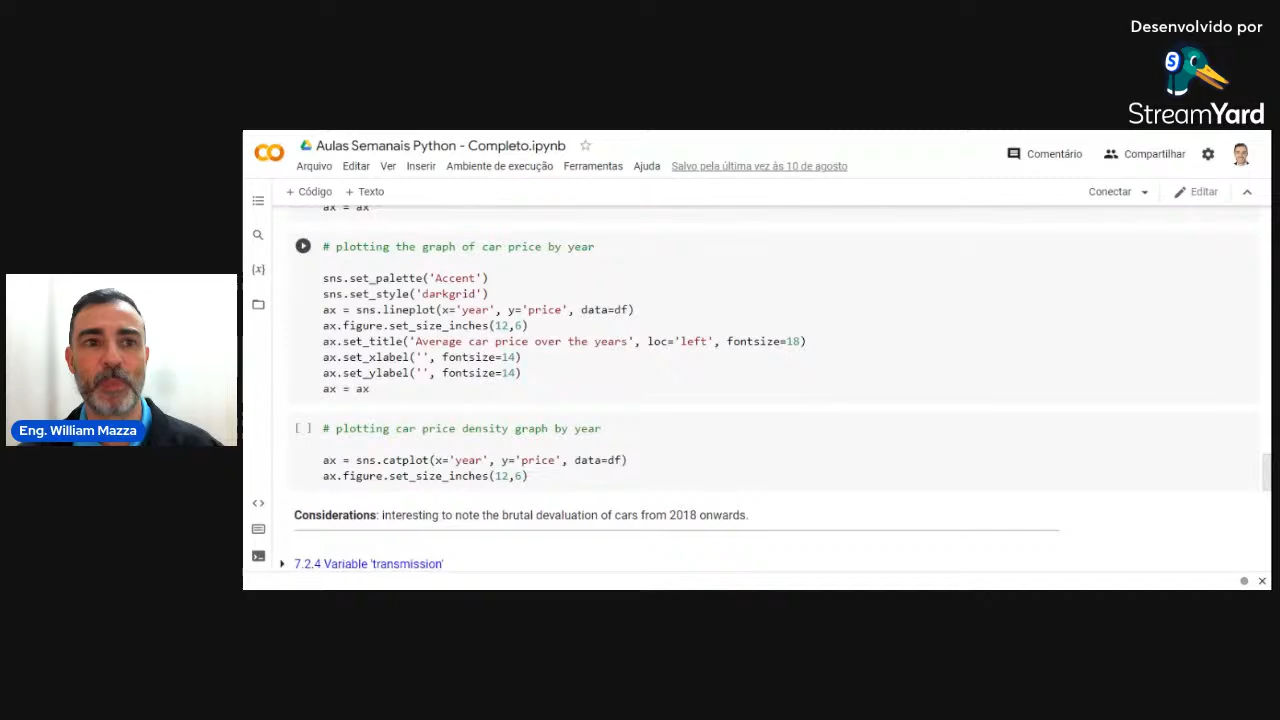 Desenvolvido por
StreamYard
Aulas Semanais Python - Completo.ipynb
Comentário
Compartilhar
Arquivo Editar Ver Inserir Ambiente de execução Ferramentas Ajuda Salvo pela última vez às 10 de agosto
+ Código + Texto
Conectar
Editar
ax = ax
# plotting the graph of car price by year
sns.set_palette('Accent')
sns.set_style('darkgrid')
ax = sns.lineplot(x='year', y='price', data=df)
ax.figure.set_size_inches(12,6)
ax.set_title('Average car price over the years', loc='left', fontsize=18)
ax.set_xlabel('', fontsize=14)
ax.set_ylabel('', fontsize=14)
ax = ax
[ ] # plotting car price density graph by year
ax = sns.catplot(x='year', y='price', data=df)
ax.figure.set_size_inches(12,6)
Considerations: interesting to note the brutal devaluation of cars from 2018 onwards.
7.2.4 Variable 'transmission'
Eng. William Mazza